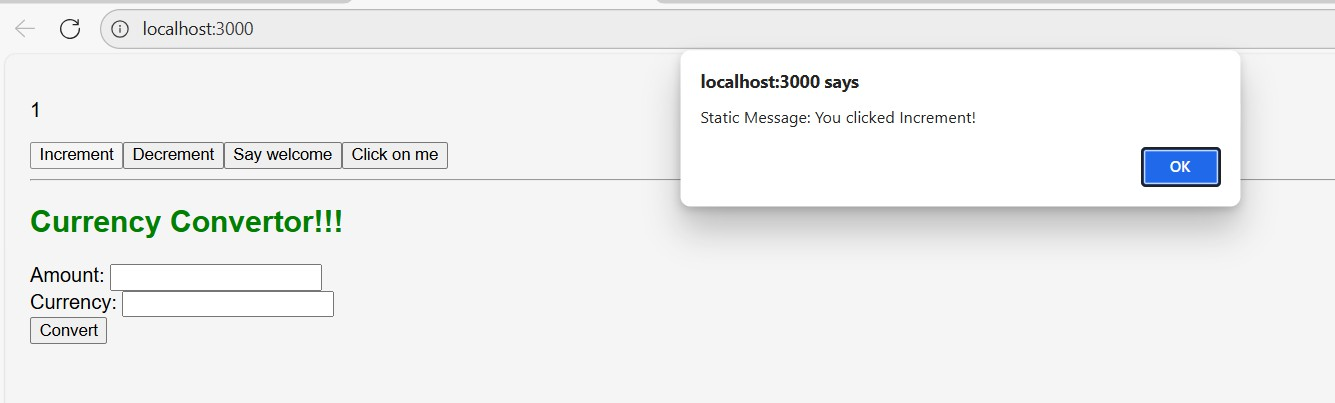 localhost:3000
localhost:3000 says
Static Message: You clicked Increment!
OK
1
Increment Decrement Say welcome Click on me
Currency Convertor!!!
Amount:
Currency:
Convert